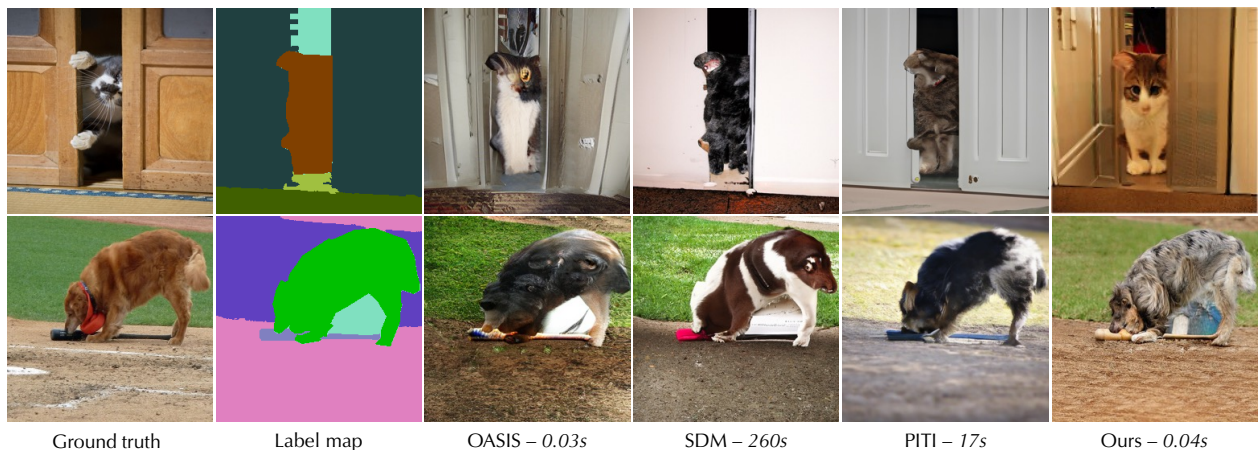 Ground truth Label map OASIS – 0.03s SDM – 260s PITI – 17s Ours – 0.04s